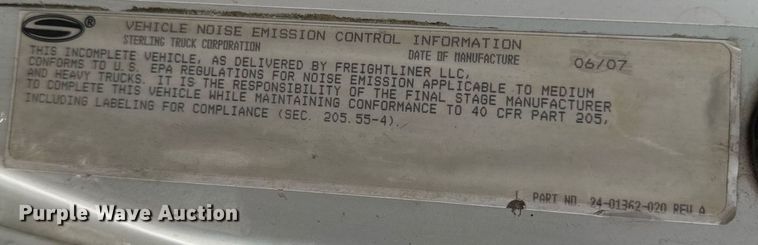 ®
VEHICLE NOISE EMISSION CONTROL INFORMATION
STERLING TRUCK CORPORATION
DATE OF MANUFACTURE 06/07
THIS INCOMPLETE VEHICLE, AS DELIVERED BY FREIGHTLINER LLC,
CONFORMS TO U.S. EPA REGULATIONS FOR NOISE EMISSION APPLICABLE TO MEDIUM
AND HEAVY TRUCKS. IT IS THE RESPONSIBILITY OF THE FINAL STAGE MANUFACTURER
TO COMPLETE THIS VEHICLE WHILE MAINTAINING CONFORMANCE TO 40 CFR PART 205,
INCLUDING LABELING FOR COMPLIANCE (SEC. 205.55-4).
PART NO. 24-01362-020 REV A
Purple Wave Auction